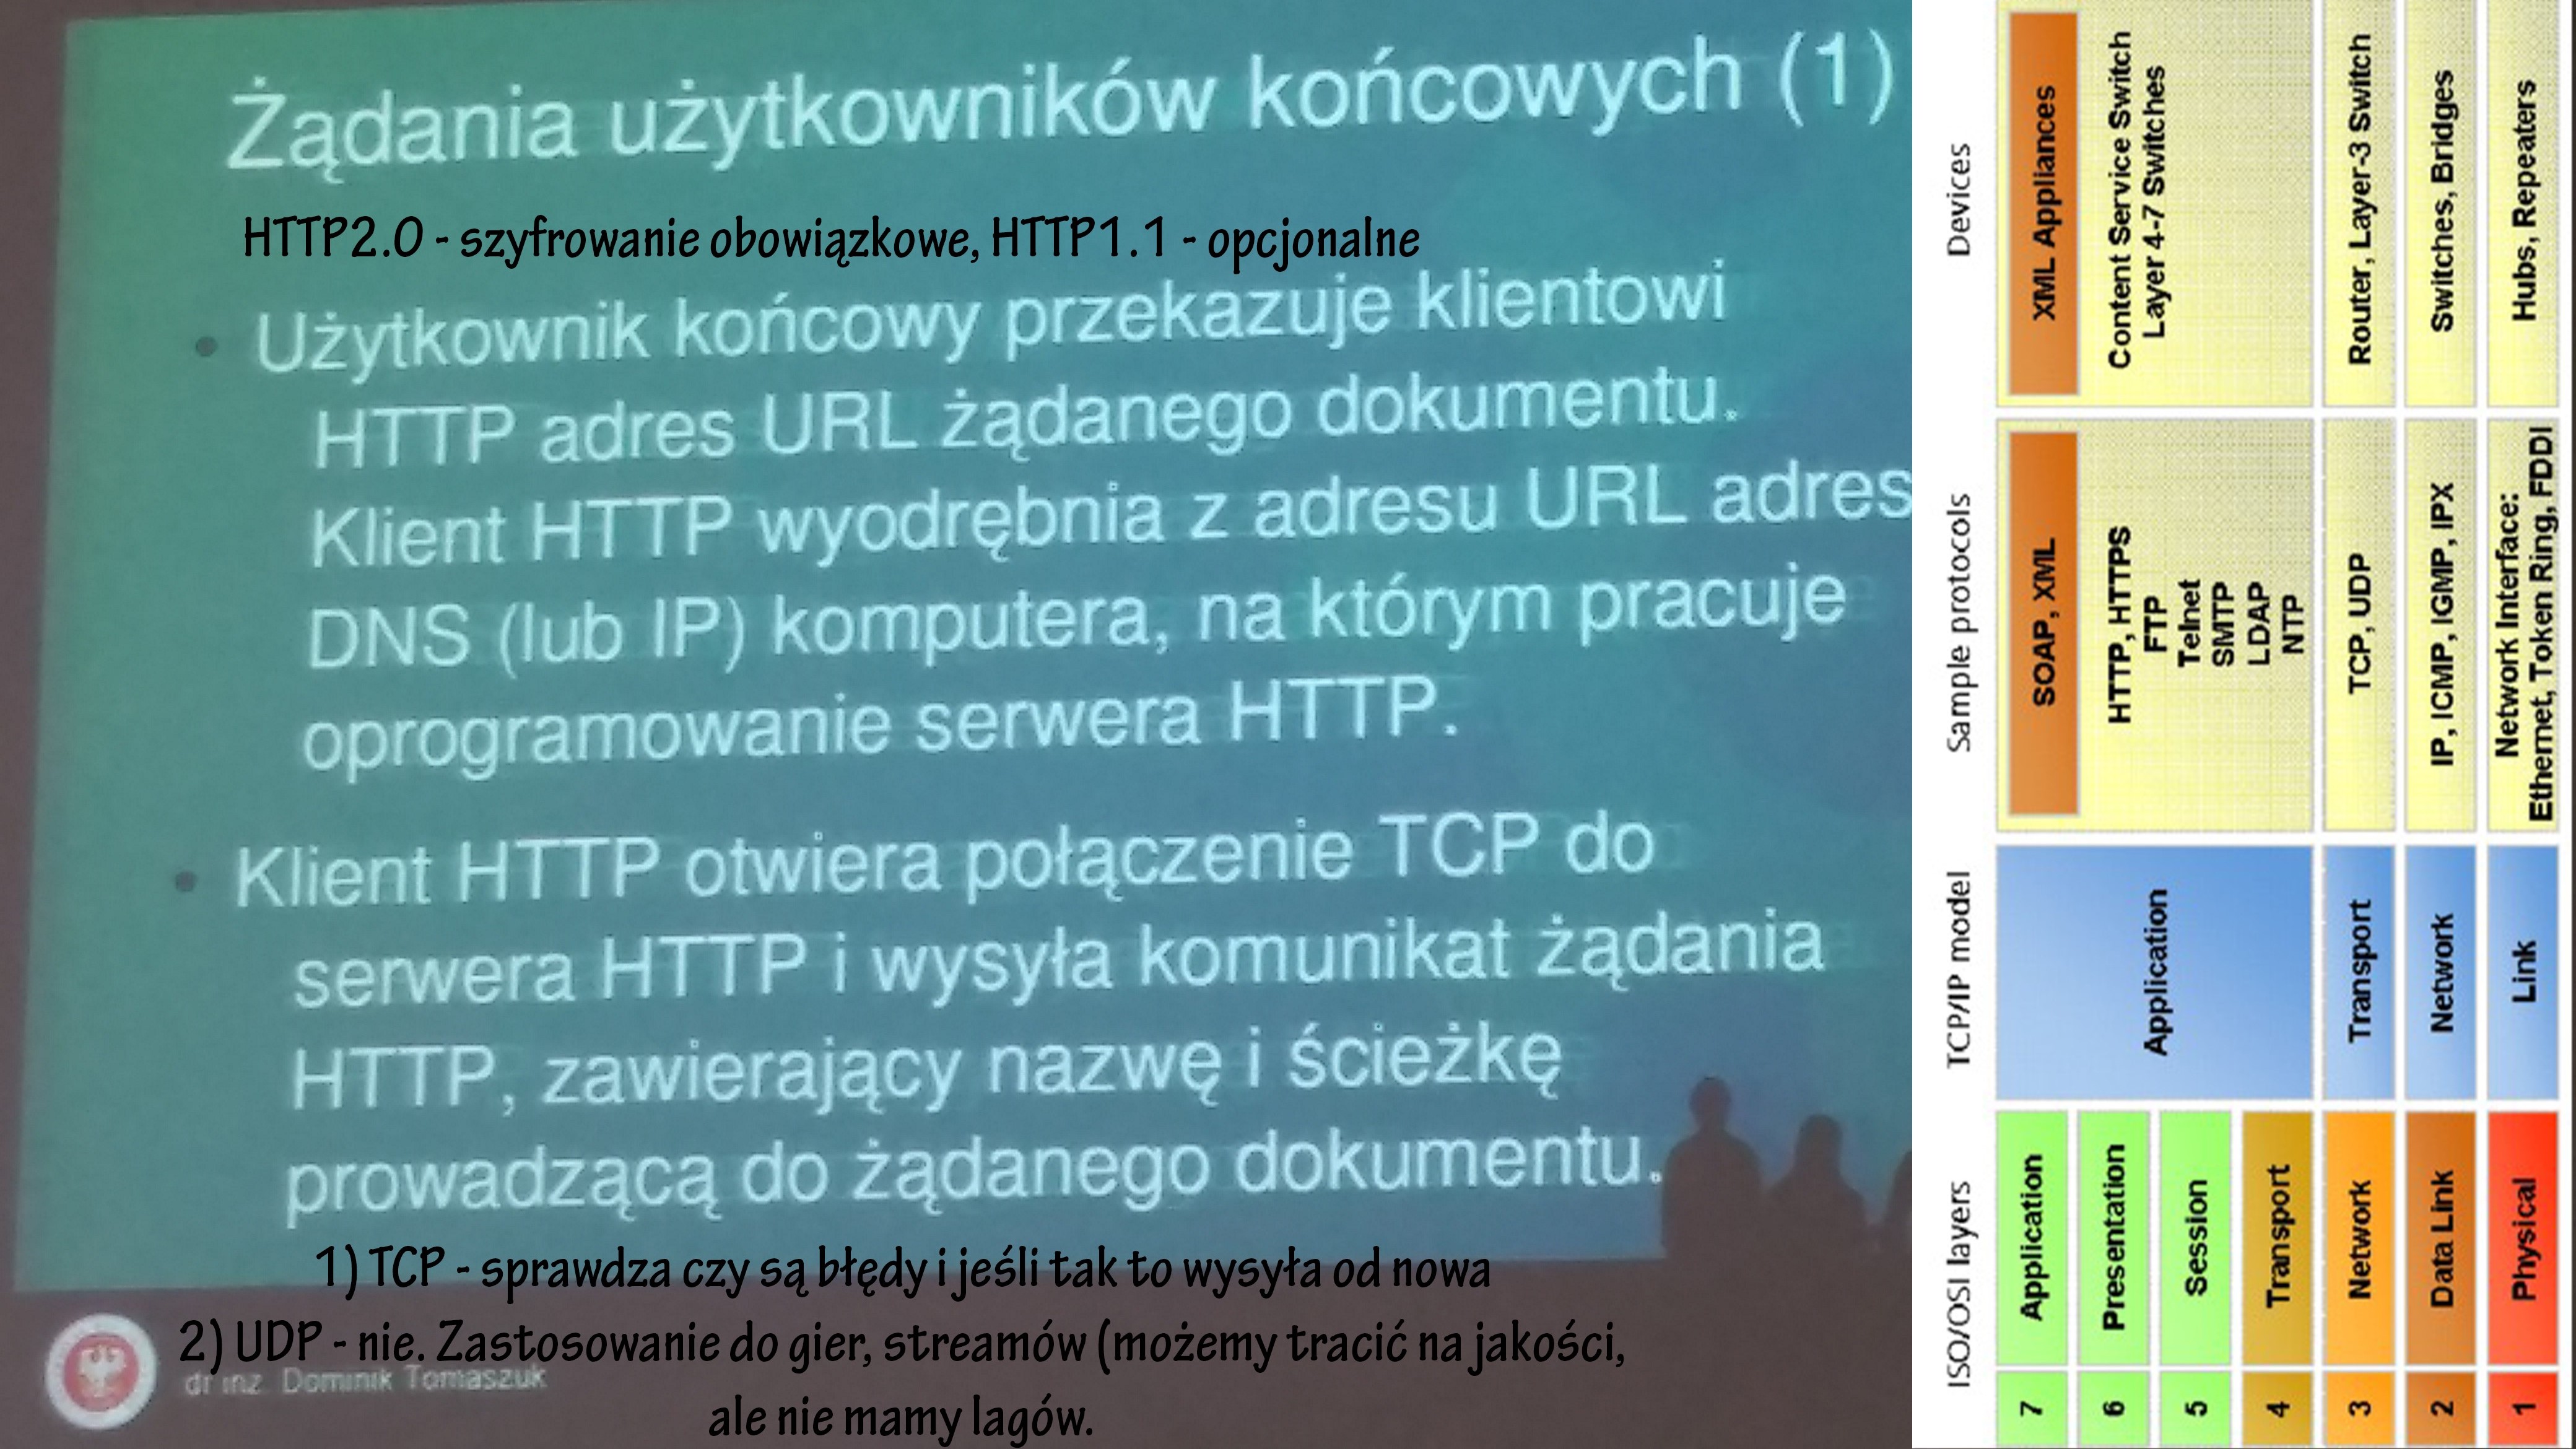 Żądania użytkowników końcowych (1)
HTTP2.0 - szyfrowanie obowiązkowe, HTTP1.1 - opcjonalne
• Użytkownik końcowy przekazuje klientowi
HTTP adres URL żądanego dokumentu.
Klient HTTP wyodrębnia z adresu URL adres
DNS (lub IP) komputera, na którym pracuje
oprogramowanie serwera HTTP.
• Klient HTTP otwiera połączenie TCP do
serwera HTTP i wysyła komunikat żądania
HTTP, zawierający nazwę i ścieżkę
prowadzącą do żądanego dokumentu.
1) TCP - sprawdza czy są błędy i jeśli tak to wysyła od nowa
2) UDP - nie. Zastosowanie do gier, streamów (możemy tracić na jakości,
ale nie mamy lagów.
dr inż. Dominik Tomaszuk
ISO/OSI layers
TCP/IP model
Sample protocols
Devices
7 Application
6 Presentation
5 Session
4 Transport
3 Network
2 Data Link
1 Physical
Application
Transport
Network
Link
SOAP, XML
HTTP, HTTPS
FTP
Telnet
SMTP
LDAP
NTP
TCP, UDP
IP, ICMP, IGMP, IPX
Network Interface:
Ethernet, Token Ring, FDDI
XML Appliances
Content Service Switch
Layer 4-7 Switches
Router, Layer-3 Switch
Switches, Bridges
Hubs, Repeaters